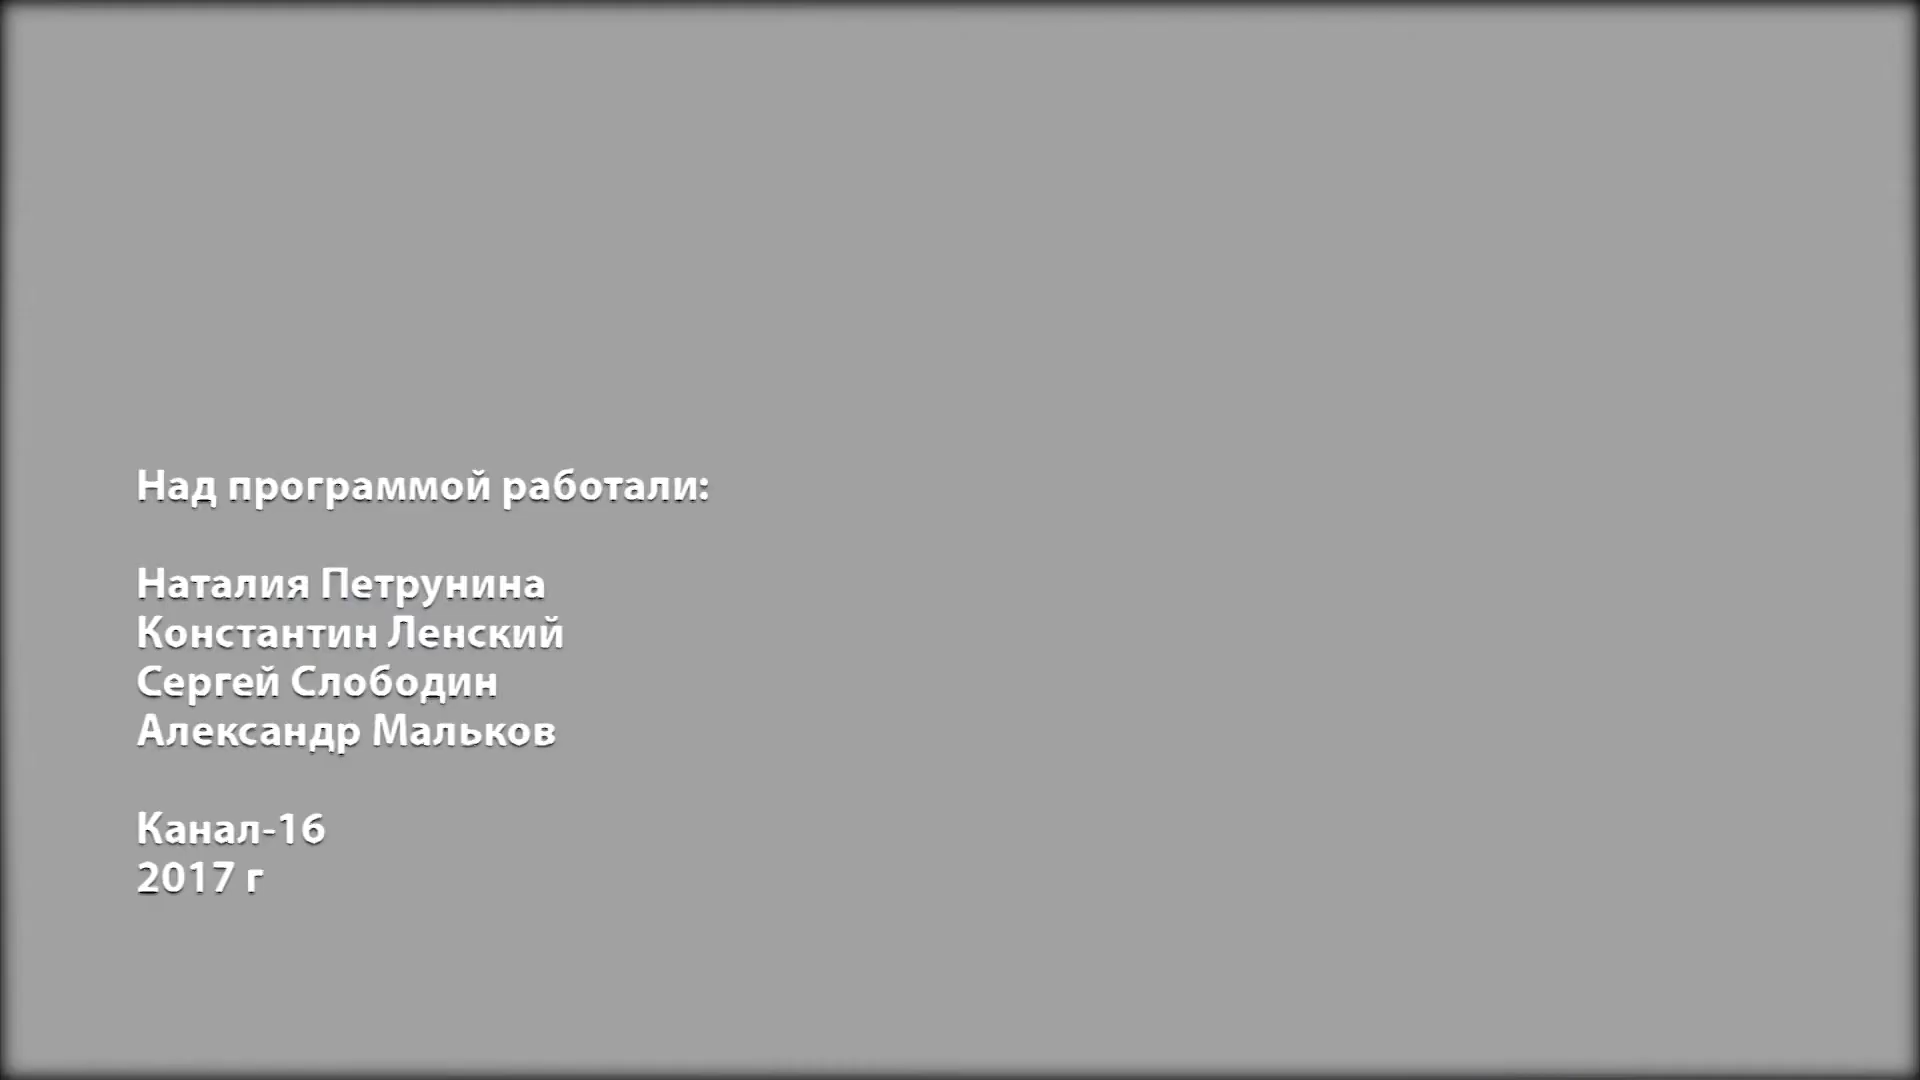 Над программой работали:
Наталия Петрунина
Константин Ленский
Сергей Слободин
Александр Мальков
Канал-16
2017 г